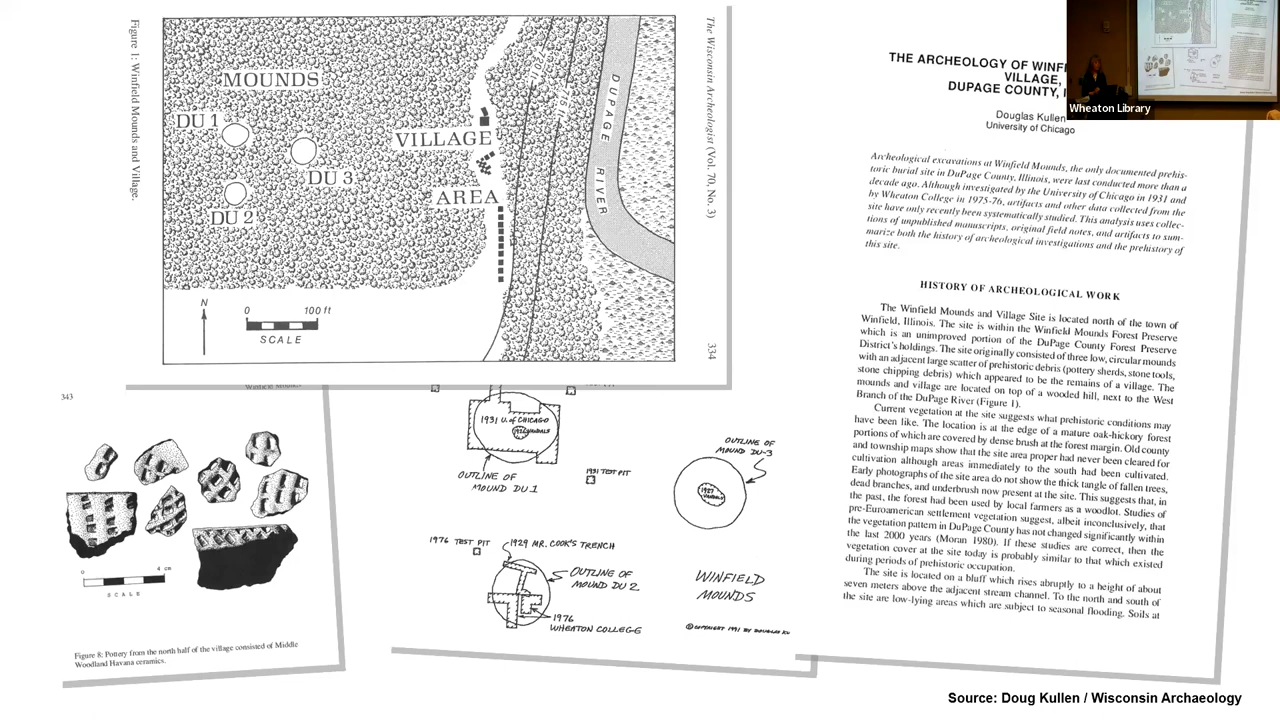 Figure 1: Winfield Mounds and Village.
MOUNDS
DU 1
DU 3
DU 2
VILLAGE
AREA
DUPAGE RIVER
N
0 100 ft
SCALE
The Wisconsin Archeologist (Vol. 70, No. 3)
334
343
0 4 cm
SCALE
Figure 8: Pottery from the north half of the village consisted of Middle
Woodland Havana ceramics.
1931 U. of CHICAGO
OUTLINE OF
MOUND DU 1
1931 TEST PIT
OUTLINE OF
MOUND DU-3
1976 TEST PIT
1929 MR. COOK'S TRENCH
OUTLINE OF
MOUND DU 2
1976
WHEATON COLLEGE
WINFIELD
MOUNDS
© COPYRIGHT 1991 BY DOUGLAS KU
THE ARCHEOLOGY OF WINF
VILLAGE,
DUPAGE COUNTY, I
Douglas Kullen
University of Chicago
Archeological excavations at Winfield Mounds, the only documented prehis-
toric burial site in DuPage County, Illinois, were last conducted more than a
decade ago. Although investigated by the University of Chicago in 1931 and
by Wheaton College in 1975-76, artifacts and other data collected from the
site have only recently been systematically studied. This analysis uses collec-
tions of unpublished manuscripts, original field notes, and artifacts to sum-
marize both the history of archeological investigations and the prehistory of
this site.
HISTORY OF ARCHEOLOGICAL WORK
The Winfield Mounds and Village Site is located north of the town of
Winfield, Illinois. The site is within the Winfield Mounds Forest Preserve
which is an unimproved portion of the DuPage County Forest Preserve
District's holdings. The site originally consisted of three low, circular mounds
with an adjacent large scatter of prehistoric debris (pottery sherds, stone tools,
stone chipping debris) which appeared to be the remains of a village. The
mounds and village are located on top of a wooded hill, next to the West
Branch of the DuPage River (Figure 1).
Current vegetation at the site suggests what prehistoric conditions may
have been like. The location is at the edge of a mature oak-hickory forest
portions of which are covered by dense brush at the forest margin. Old county
and township maps show that the site area proper had never been cleared for
cultivation although areas immediately to the south had been cultivated.
Early photographs of the site area do not show the thick tangle of fallen trees,
dead branches, and underbrush now present at the site. This suggests that, in
the past, the forest had been used by local farmers as a woodlot. Studies of
pre-Euroamerican settlement vegetation suggest, albeit inconclusively, that
the vegetation pattern in DuPage County has not changed significantly within
the last 2000 years (Moran 1980). If these studies are correct, then the
vegetation cover at the site today is probably similar to that which existed
during periods of prehistoric occupation.
The site is located on a bluff which rises abruptly to a height of about
seven meters above the adjacent stream channel. To the north and south of
the site are low-lying areas which are subject to seasonal flooding. Soils at
Wheaton Library
Source: Doug Kullen / Wisconsin Archaeology